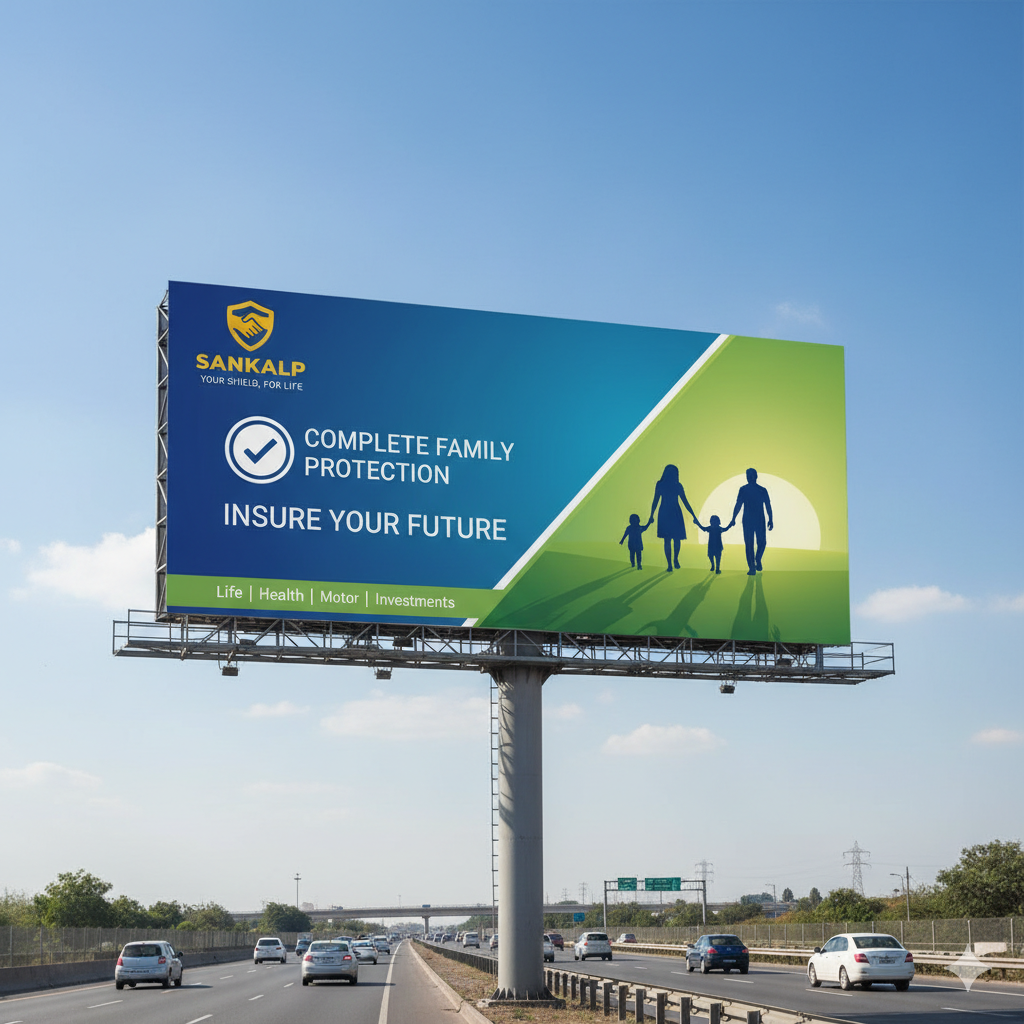 SANKALP
YOUR SHIELD, FOR LIFE
COMPLETE FAMILY
PROTECTION
INSURE YOUR FUTURE
Life | Health | Motor | Investments